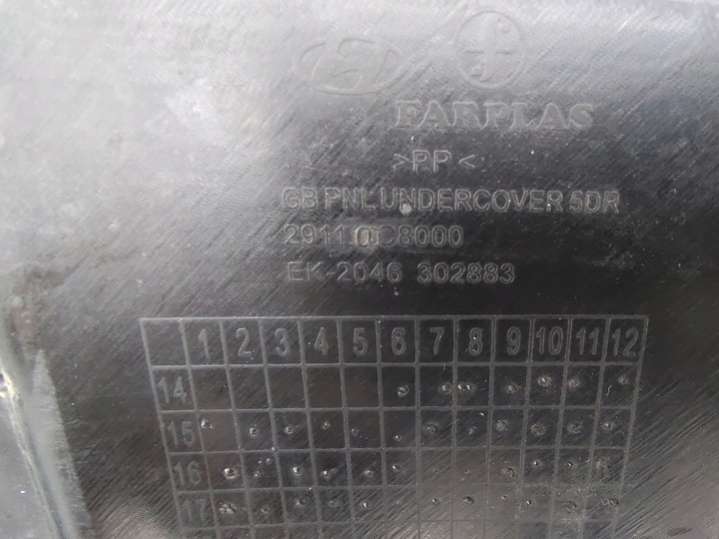 FARPLAS
>PP<
GB PNL UNDERCOVER 5DR
EK-2046 302883
1 2 3 4 5 6 7 8 9 10 11 12
14
15
16
17